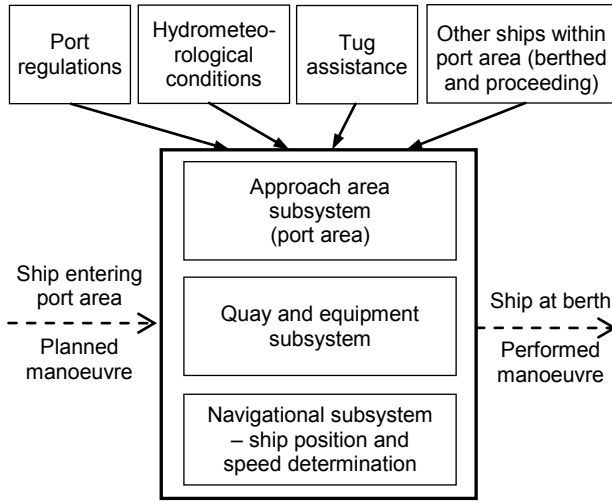 Port
regulations
Hydrometeo-
rological
conditions
Tug
assistance
Other ships within
port area (berthed
and proceeding)
Approach area
subsystem
(port area)
Ship entering
port area
Planned
manoeuvre
Quay and equipment
subsystem
Ship at berth
Performed
manoeuvre
Navigational subsystem
– ship position and
speed determination